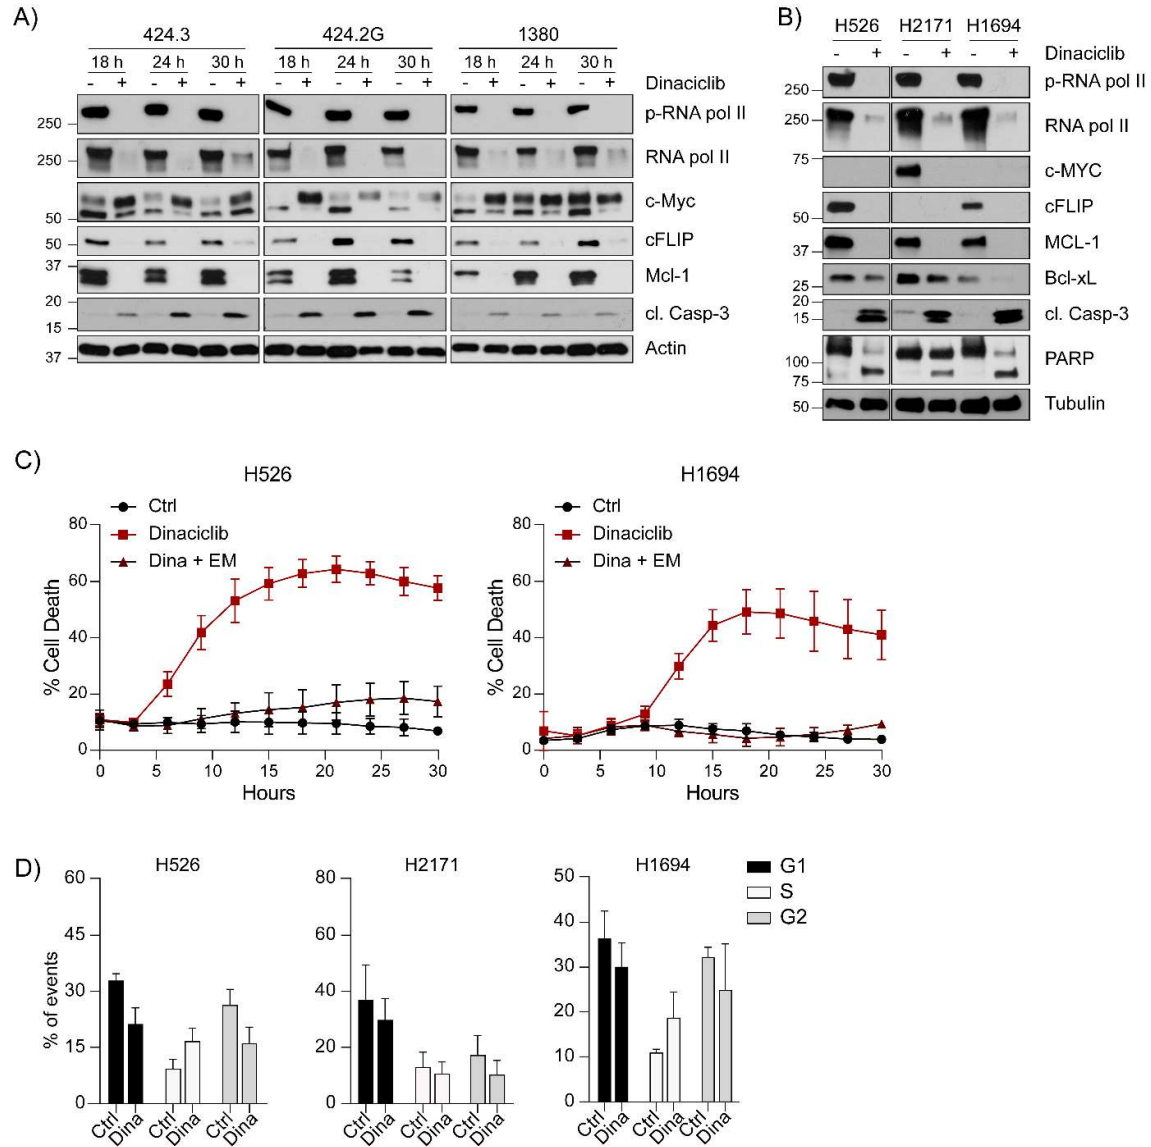 A)
424.3 424.2G 1380
18 h 24 h 30 h 18 h 24 h 30 h 18 h 24 h 30 h
- + - + - + - + - + - + - + - + - + Dinaciclib
250 p-RNA pol II
250 RNA pol II
50 c-Myc
50 cFLIP
37 Mcl-1
20
15 cl. Casp-3
37 Actin
B)
H526 H2171 H1694
- + - + - + Dinaciclib
250 p-RNA pol II
250 RNA pol II
75 c-MYC
50 cFLIP
37 MCL-1
25 Bcl-xL
20
15 cl. Casp-3
100
75 PARP
50 Tubulin
C)
H526
Ctrl
Dinaciclib
Dina + EM
% Cell Death
80
60
40
20
0
0 5 10 15 20 25 30
Hours
H1694
Ctrl
Dinaciclib
Dina + EM
% Cell Death
80
60
40
20
0
0 5 10 15 20 25 30
Hours
D)
H526
% of events
60
45
30
15
0
Ctrl Dina Ctrl Dina Ctrl Dina
H2171
80
60
40
20
0
Ctrl Dina Ctrl Dina Ctrl Dina
H1694
50
40
30
20
10
0
Ctrl Dina Ctrl Dina Ctrl Dina
G1
S
G2